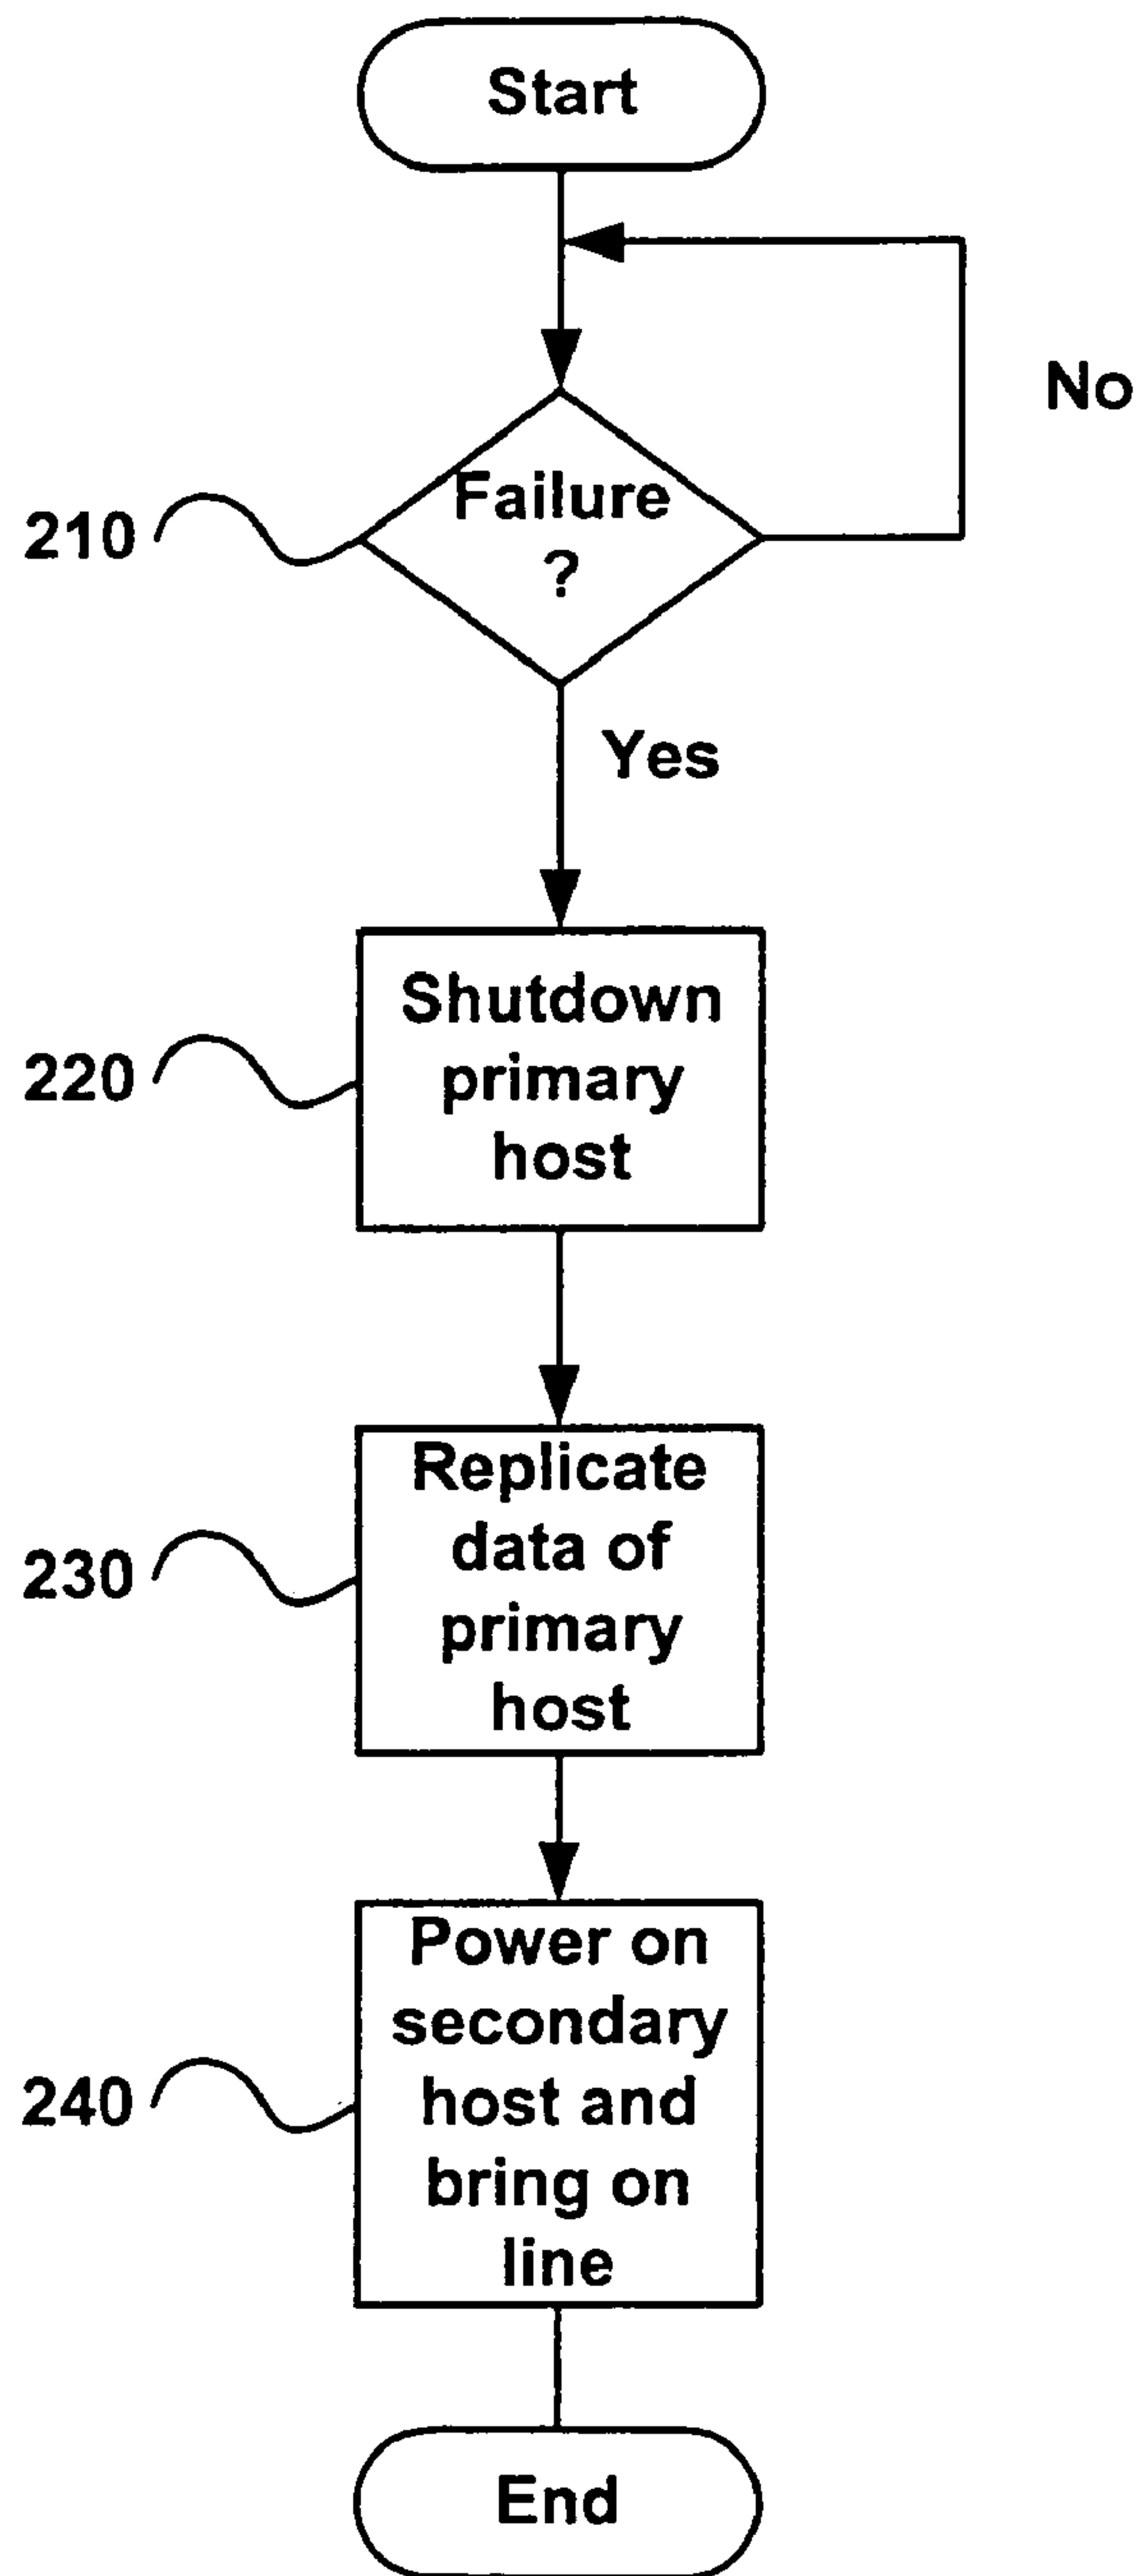 Start
No
Failure
?
210
Yes
Shutdown
primary
host
220
Replicate
data of
primary
host
230
Power on
secondary
host and
bring on
line
240
End